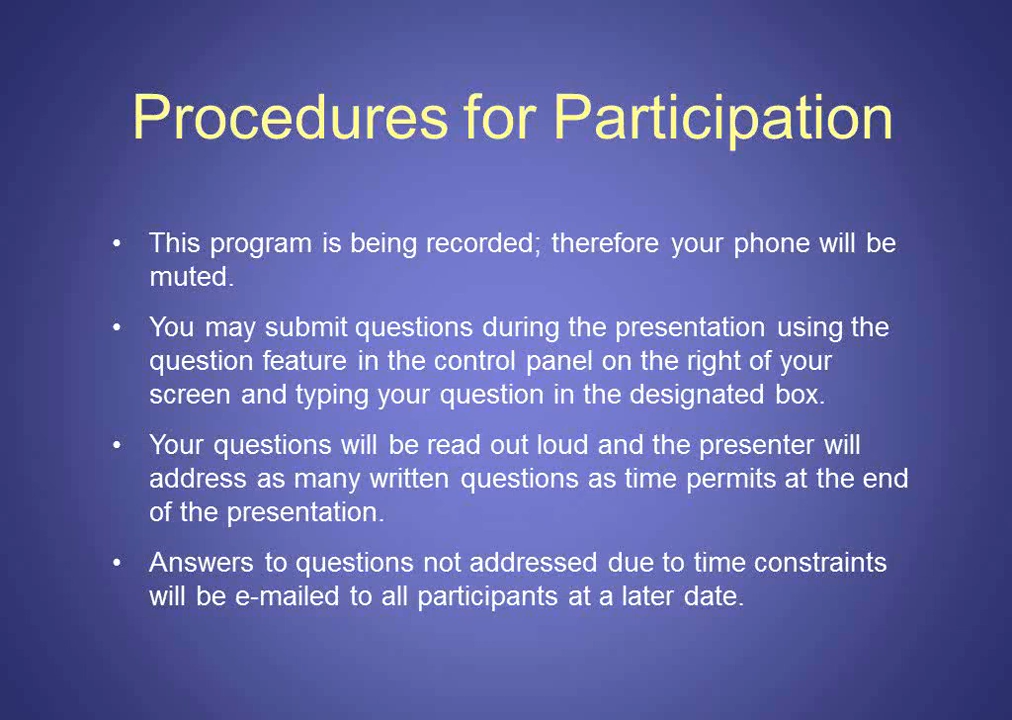 Procedures for Participation
• This program is being recorded; therefore your phone will be
muted.
• You may submit questions during the presentation using the
question feature in the control panel on the right of your
screen and typing your question in the designated box.
• Your questions will be read out loud and the presenter will
address as many written questions as time permits at the end
of the presentation.
• Answers to questions not addressed due to time constraints
will be e-mailed to all participants at a later date.